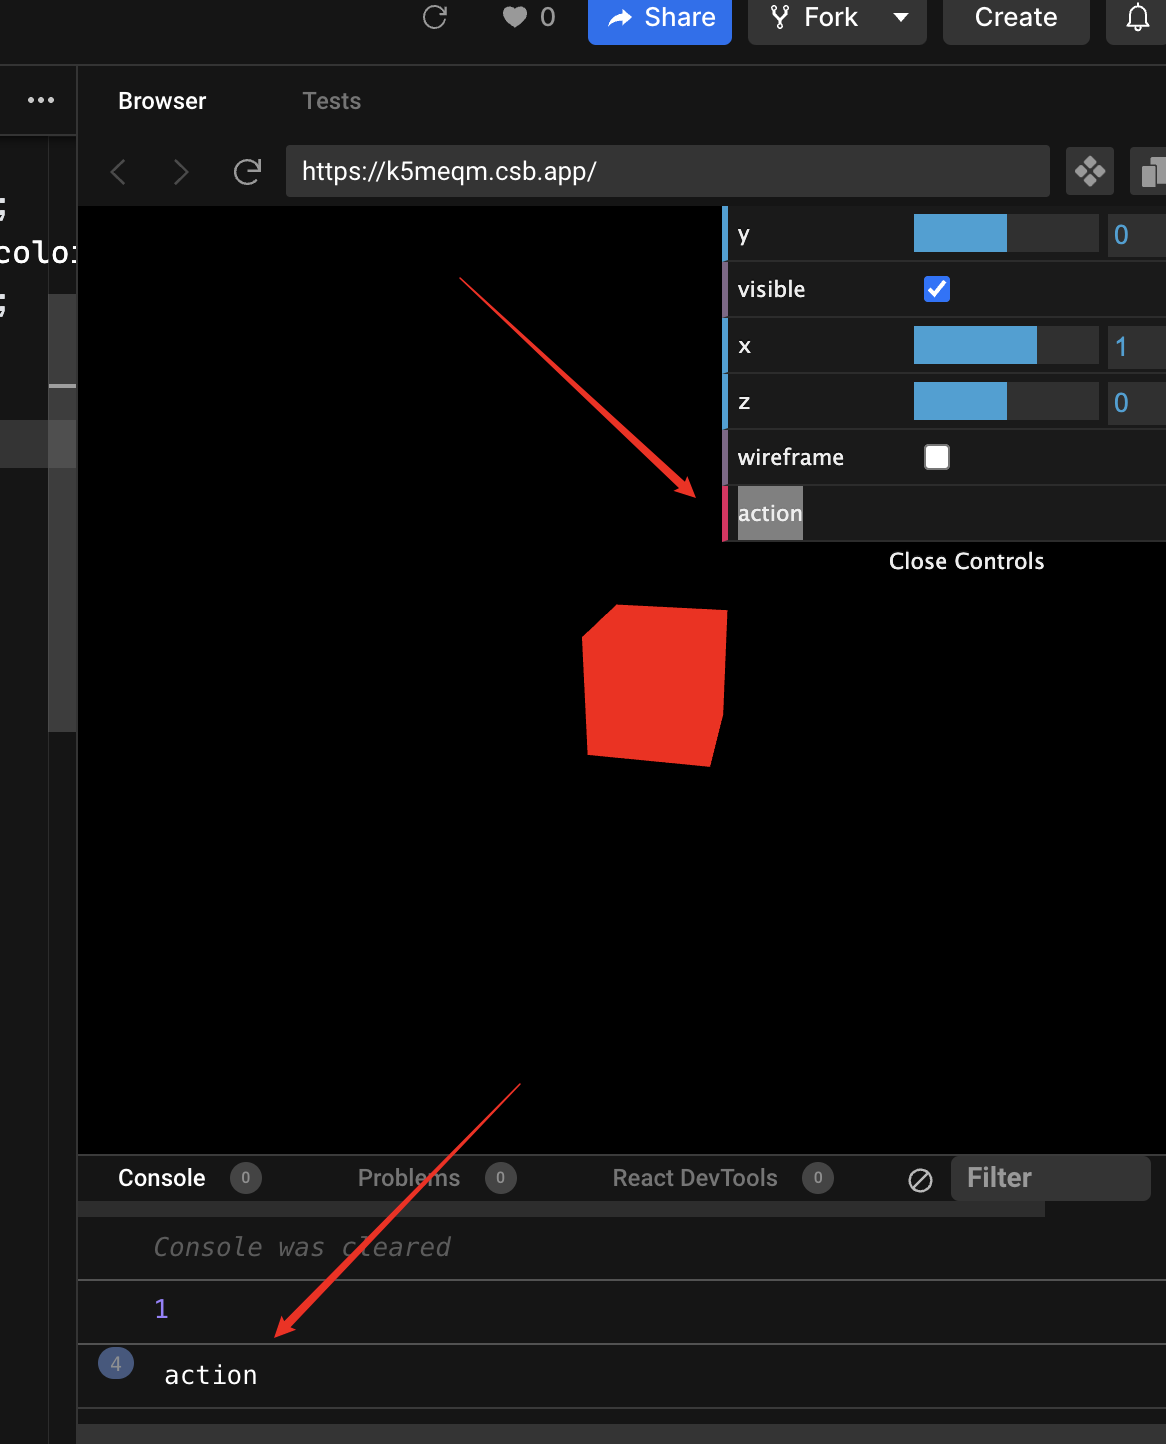 0 Share Fork Create
Browser Tests
https://k5meqm.csb.app/
;
color
;
y 0
visible
x 1
z 0
wireframe
action
Close Controls
Console 0 Problems 0 React DevTools 0 Filter
Console was cleared
1
4 action